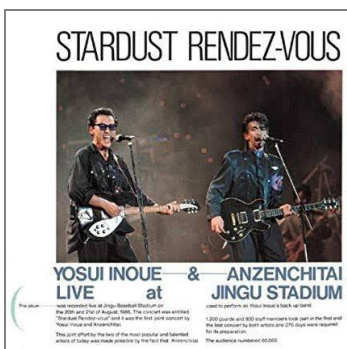 STARDUST RENDEZ-VOUS
YOSUI INOUE & ANZENCHITAI
LIVE at JINGU STADIUM
This album was recorded live at Jingu Baseball Stadium on
the 20th and 21st of August, 1986. The concert was entitled
"Stardust Rendez-vous" and it was the first joint concert by
Yosui Inoue and Anzenchitai.
This joint effort by the two of the most popular and talented
artists of today was made possible by the fact that Anzenchitai
used to perform as Yosui Inoue's back up band.
1,200 pounds and 600 staff members took part in the first and
the last concert by both artists and 270 days were required
for its preparation.
The audience numbered 60,000.